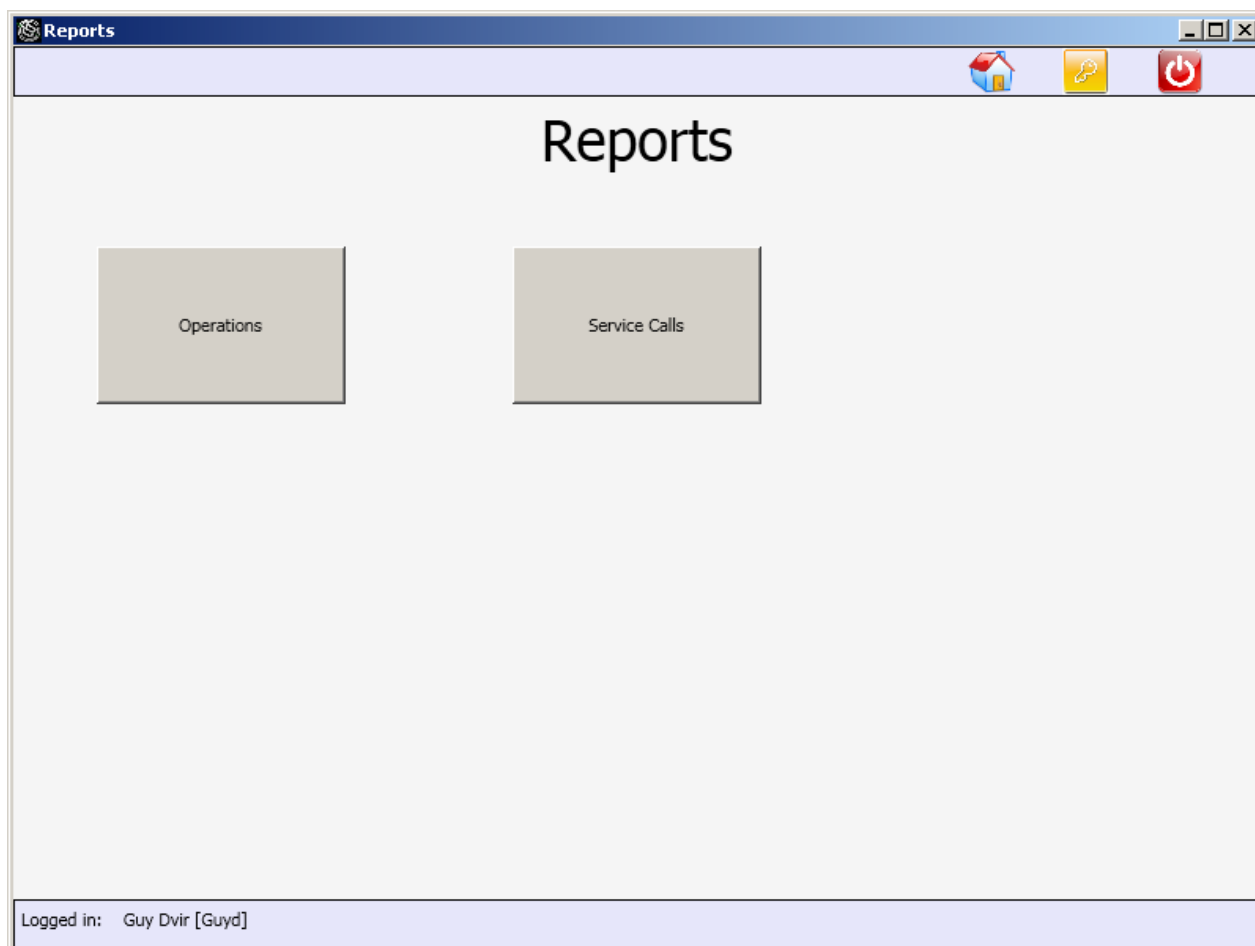 Reports
Reports
Operations
Service Calls
Logged in: Guy Dvir [Guyd]